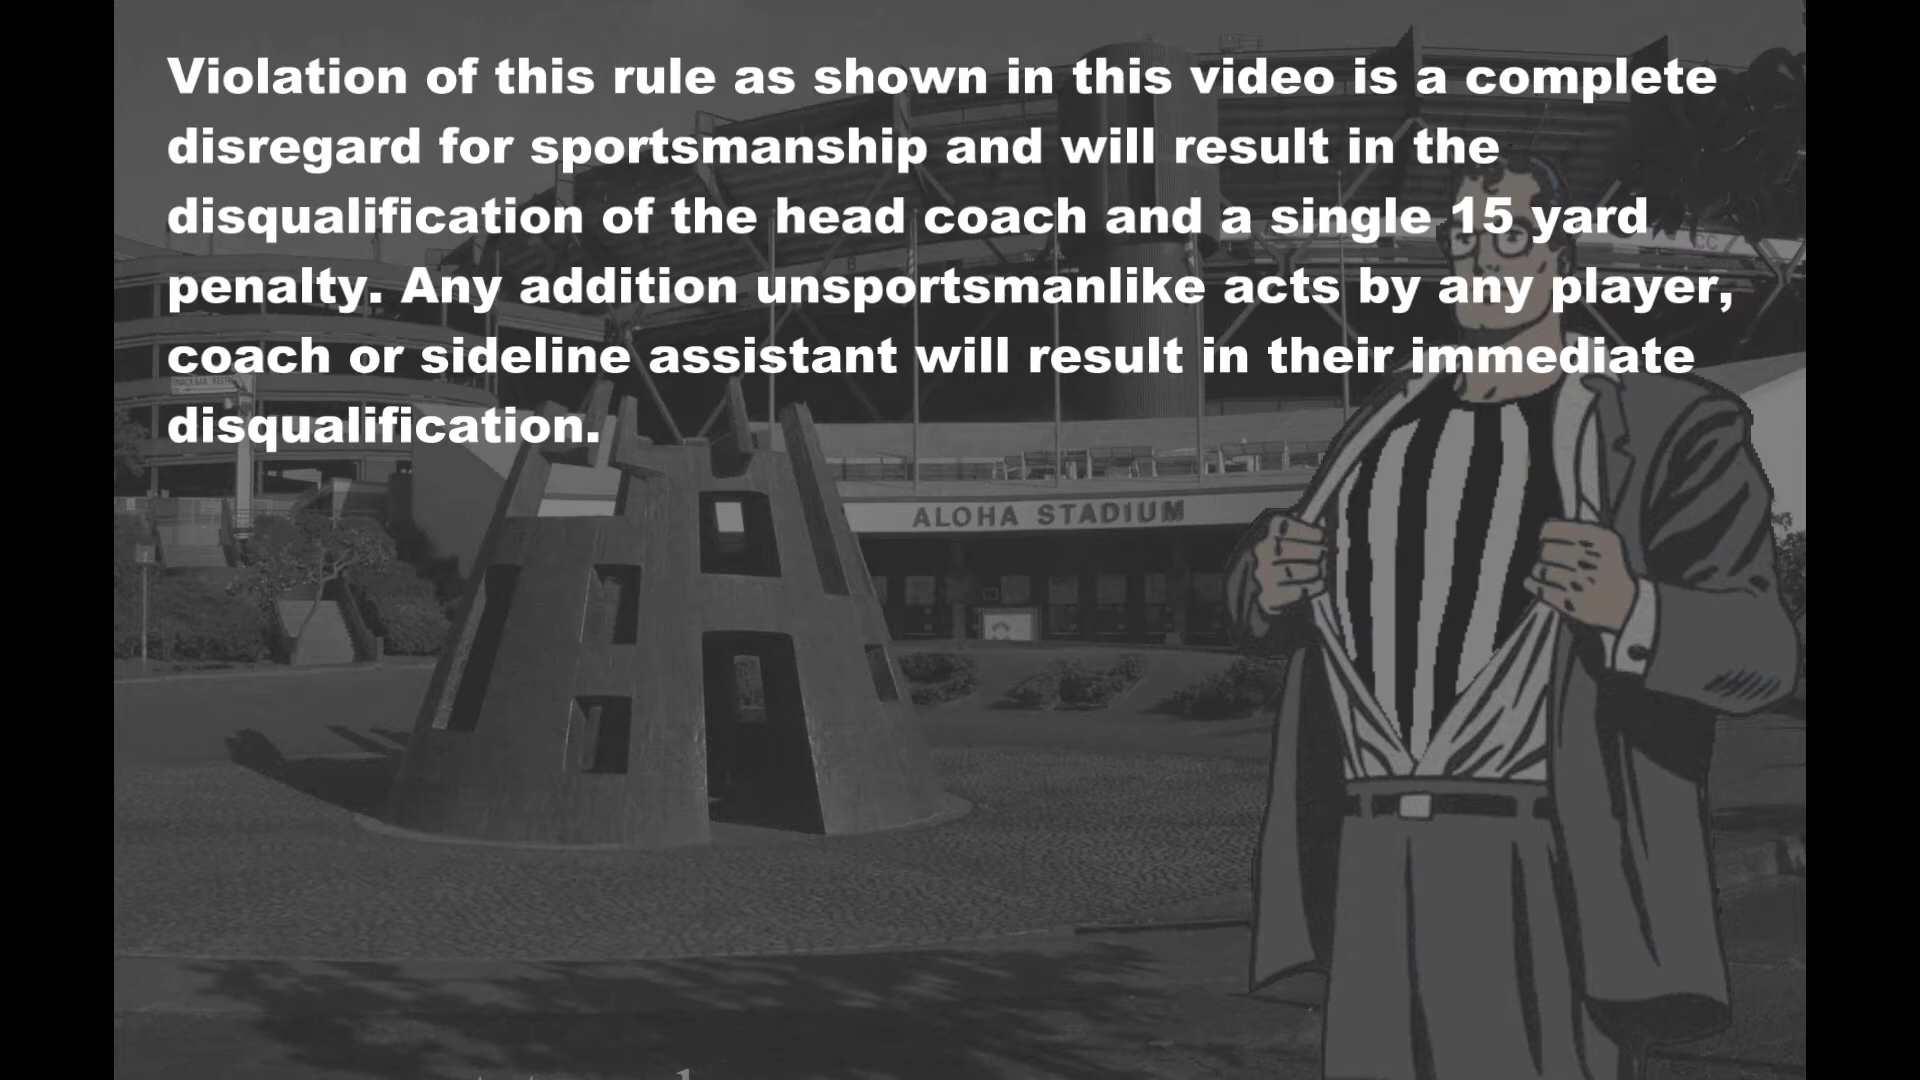 Violation of this rule as shown in this video is a complete
disregard for sportsmanship and will result in the
disqualification of the head coach and a single 15 yard
penalty. Any addition unsportsmanlike acts by any player,
coach or sideline assistant will result in their immediate
disqualification.
ALOHA STADIUM